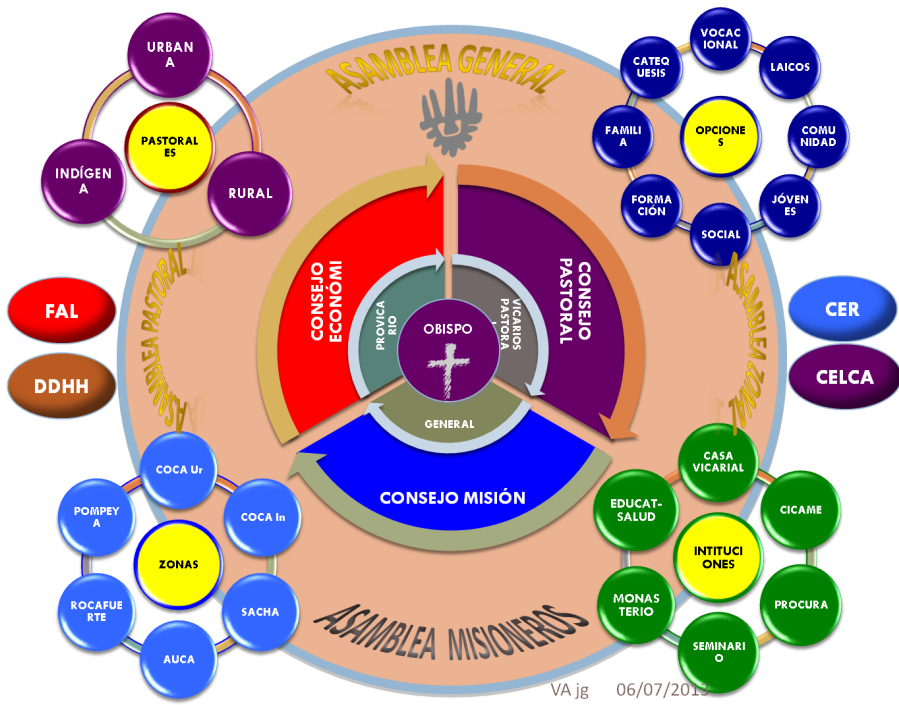 ASAMBLEA GENERAL
URBAN
A
PASTORAL
ES
INDÍGEN
A
RURAL
VOCAC
IONAL
CATEQ
UESIS
LAICOS
FAMILI
A
OPCIONE
S
COMU
NIDAD
FORMA
CIÓN
JÓVEN
ES
SOCIAL
ASAMBLEA PASTORAL
CONSEJO
ECONÓMI
CONSEJO
PASTORAL
PROVICA
RIO
VICARIOS
PASTORA
OBISPO
GENERAL
CONSEJO MISIÓN
ASAMBLEA ZONAL
FAL
DDHH
CER
CELCA
COCA Ur
POMPEY
A
COCA In
ZONAS
ROCAFUE
RTE
SACHA
AUCA
CASA
VICARIAL
EDUCAT-
SALUD
CICAME
INTITUCI
ONES
MONAS
TERIO
PROCURA
SEMINARI
O
ASAMBLEA MISIONEROS
VA jg 06/07/2013